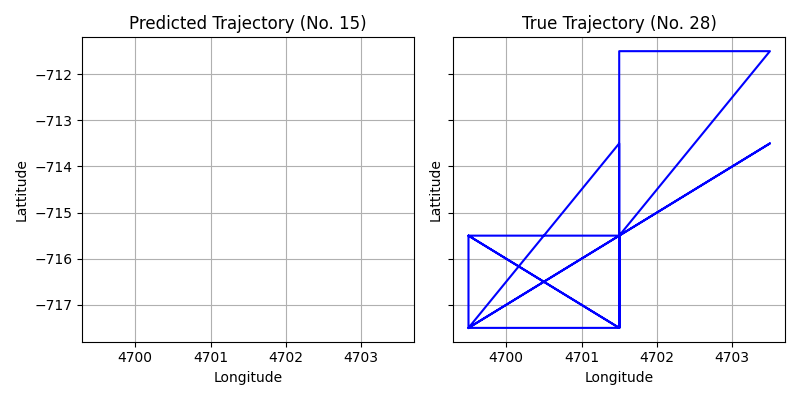 Predicted Trajectory (No. 15)
True Trajectory (No. 28)
−712
−713
−714
−715
−716
−717
Lattitude
Lattitude
4700 4701 4702 4703
4700 4701 4702 4703
Longitude
Longitude